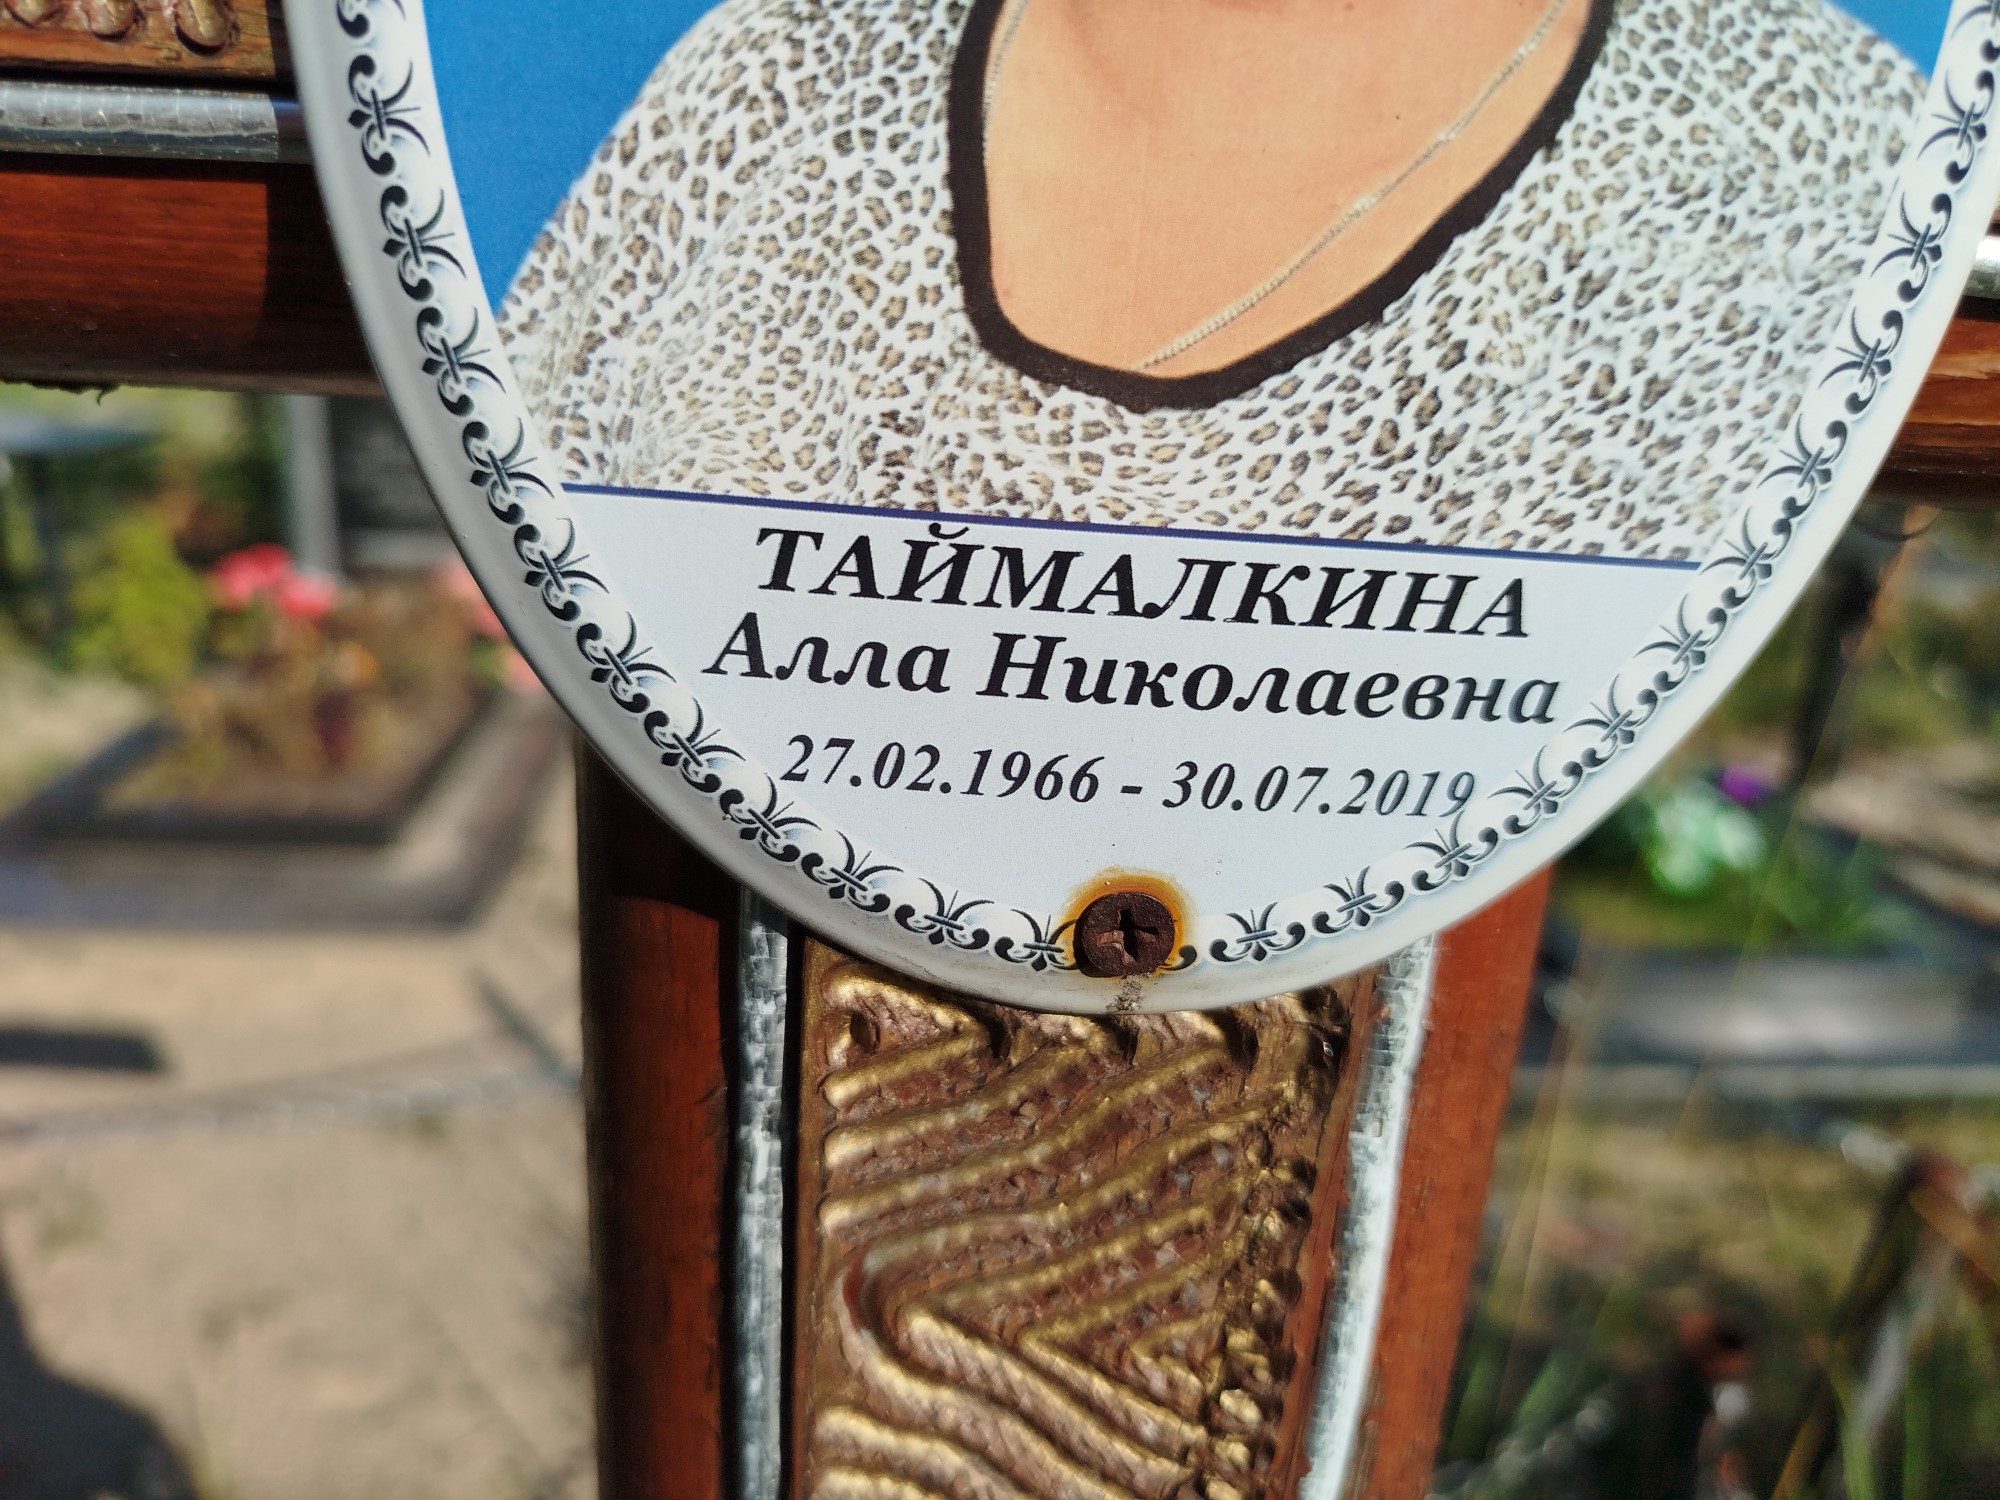 ТАЙМАЛКИНА
Алла Николаевна
27.02.1966 - 30.07.2019